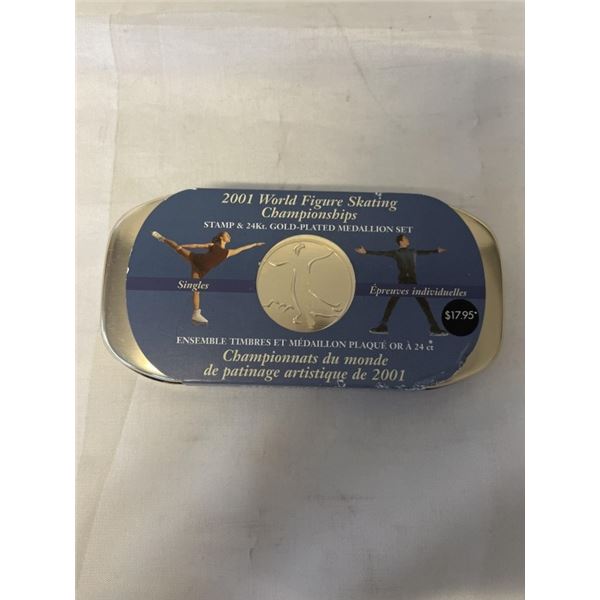 2001 World Figure Skating
Championships
STAMP & 24Kt. GOLD-PLATED MEDALLION SET
Singles
Épreuves individuelles
$17.95*
ENSEMBLE TIMBRES ET MÉDAILLON PLAQUÉ OR À 24 ct
Championnats du monde
de patinage artistique de 2001